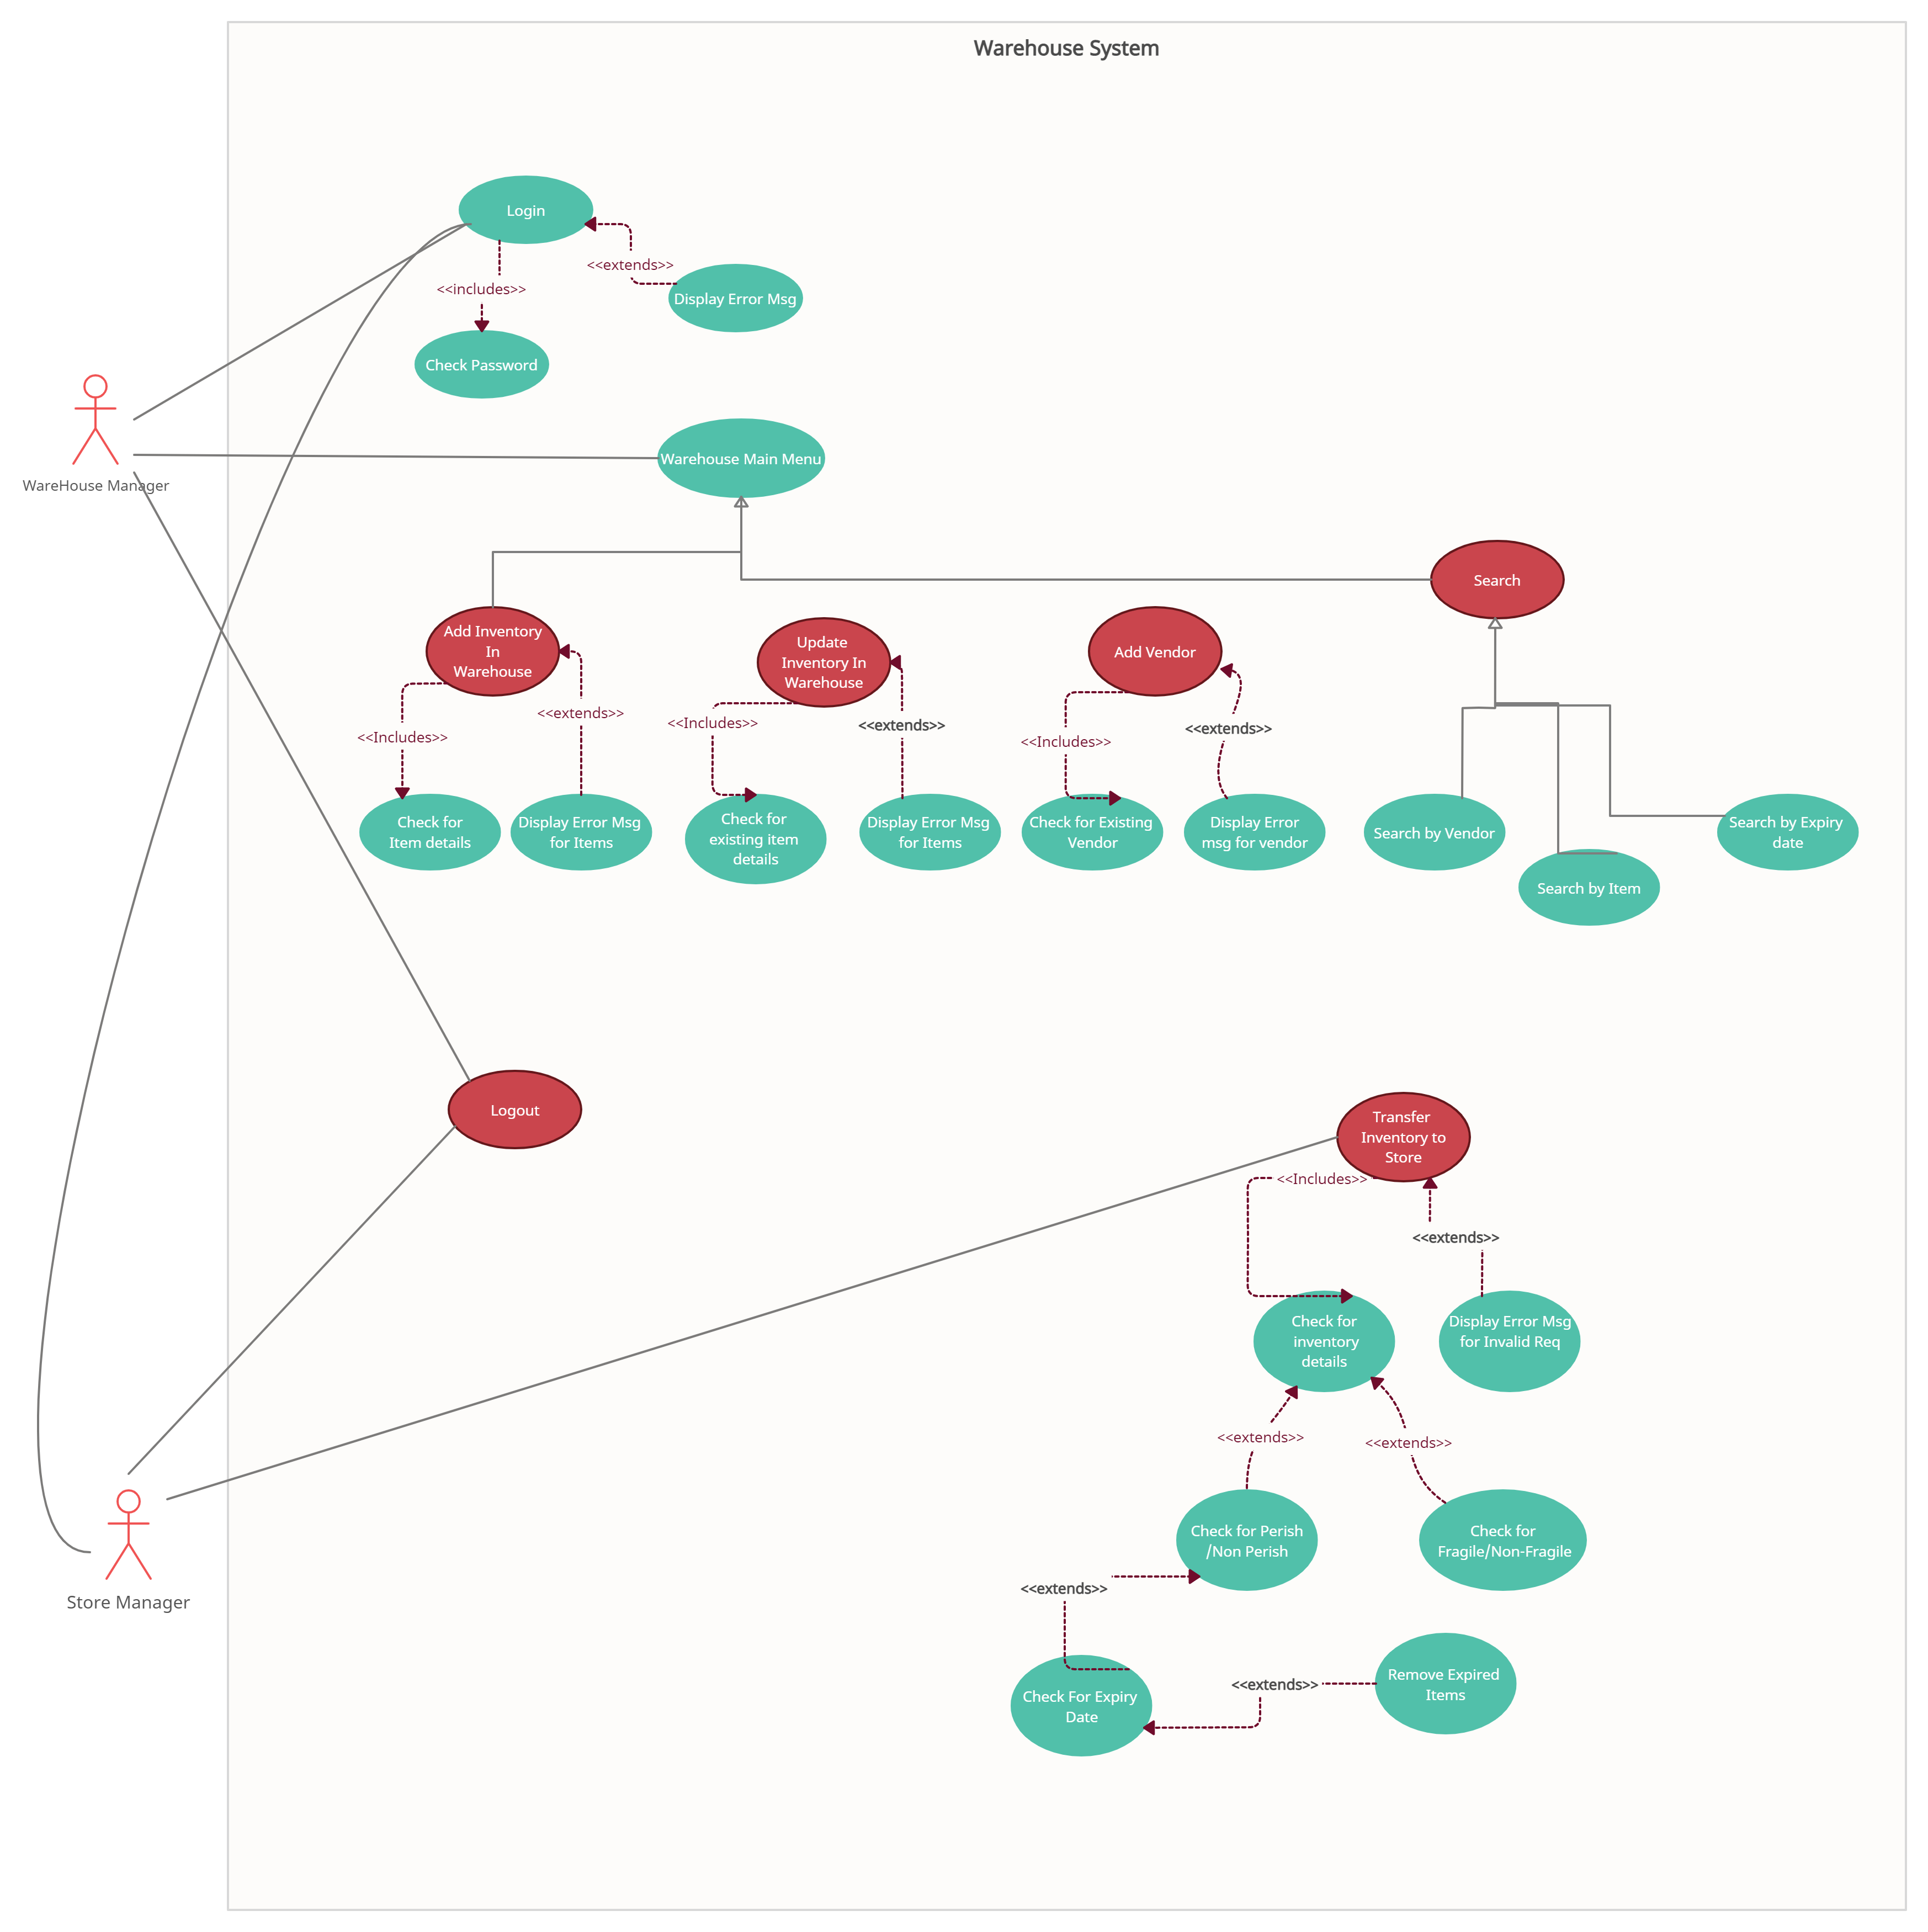 Warehouse System
Login
<<extends>>
<<includes>>
Display Error Msg
Check Password
WareHouse Manager
Warehouse Main Menu
Search
Add Inventory
In
Warehouse
Update
Inventory In
Warehouse
Add Vendor
<<extends>>
<<Includes>>
<<Includes>>
<<extends>>
<<Includes>>
<<extends>>
Check for
Item details
Display Error Msg
for Items
Check for
existing item
details
Display Error Msg
for Items
Check for Existing
Vendor
Display Error
msg for vendor
Search by Vendor
Search by Item
Search by Expiry
date
Logout
Transfer
Inventory to
Store
<<Includes>>
<<extends>>
Check for
inventory
details
Display Error Msg
for Invalid Req
<<extends>>
<<extends>>
Check for Perish
/Non Perish
Check for
Fragile/Non-Fragile
<<extends>>
Store Manager
Check For Expiry
Date
<<extends>>
Remove Expired
Items